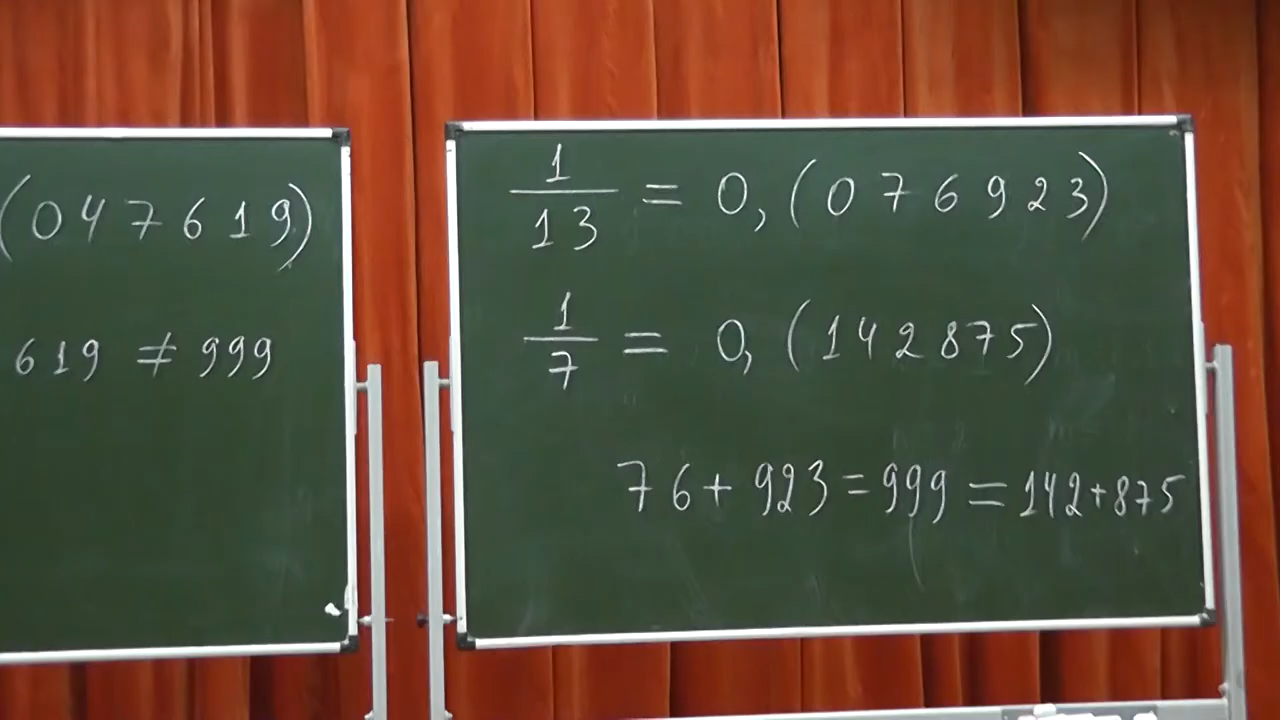 (047619)
619 ≠ 999
1/13 = 0,(076923)
1/7 = 0,(142875)
76+923=999=142+875